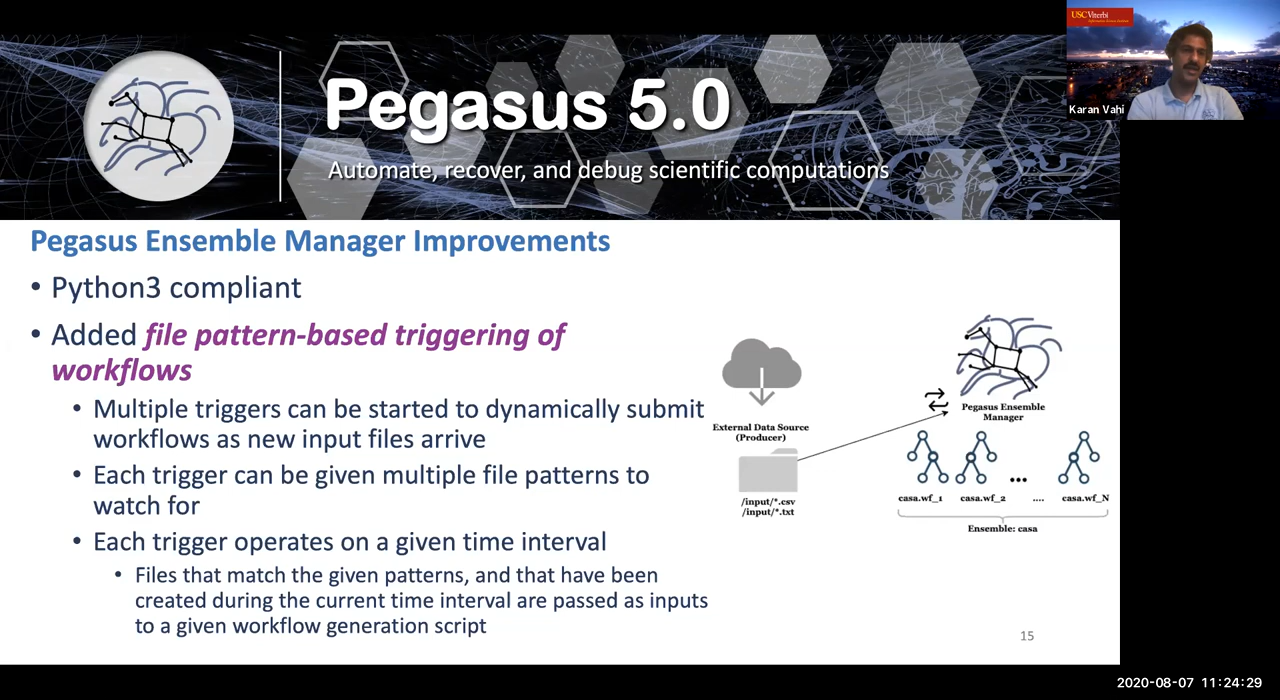 USC Viterbi
Karan Vahi
Pegasus 5.0
Automate, recover, and debug scientific computations
Pegasus Ensemble Manager Improvements
• Python3 compliant
• Added file pattern-based triggering of
workflows
• Multiple triggers can be started to dynamically submit
workflows as new input files arrive
• Each trigger can be given multiple file patterns to
watch for
• Each trigger operates on a given time interval
• Files that match the given patterns, and that have been
created during the current time interval are passed as inputs
to a given workflow generation script
External Data Source
(Producer)
/input/*.csv
/input/*.txt
Pegasus Ensemble
Manager
...
casa.wf_1 casa.wf_2 .... casa.wf_N
Ensemble: casa
15
2020-08-07 11:24:29